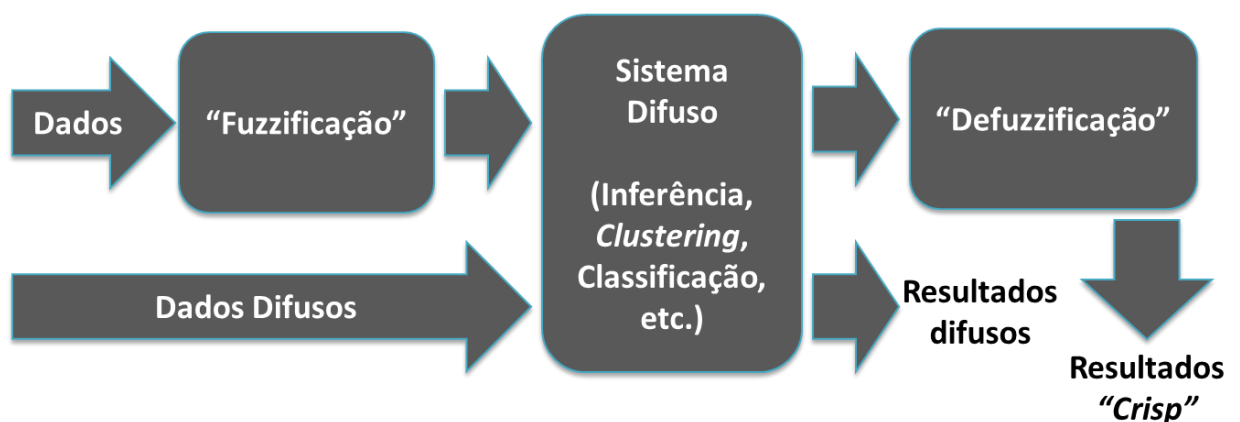 Dados
“Fuzzificação”
Sistema
Difuso
(Inferência,
Clustering,
Classificação,
etc.)
“Defuzzificação”
Dados Difusos
Resultados
difusos
Resultados
“Crisp”